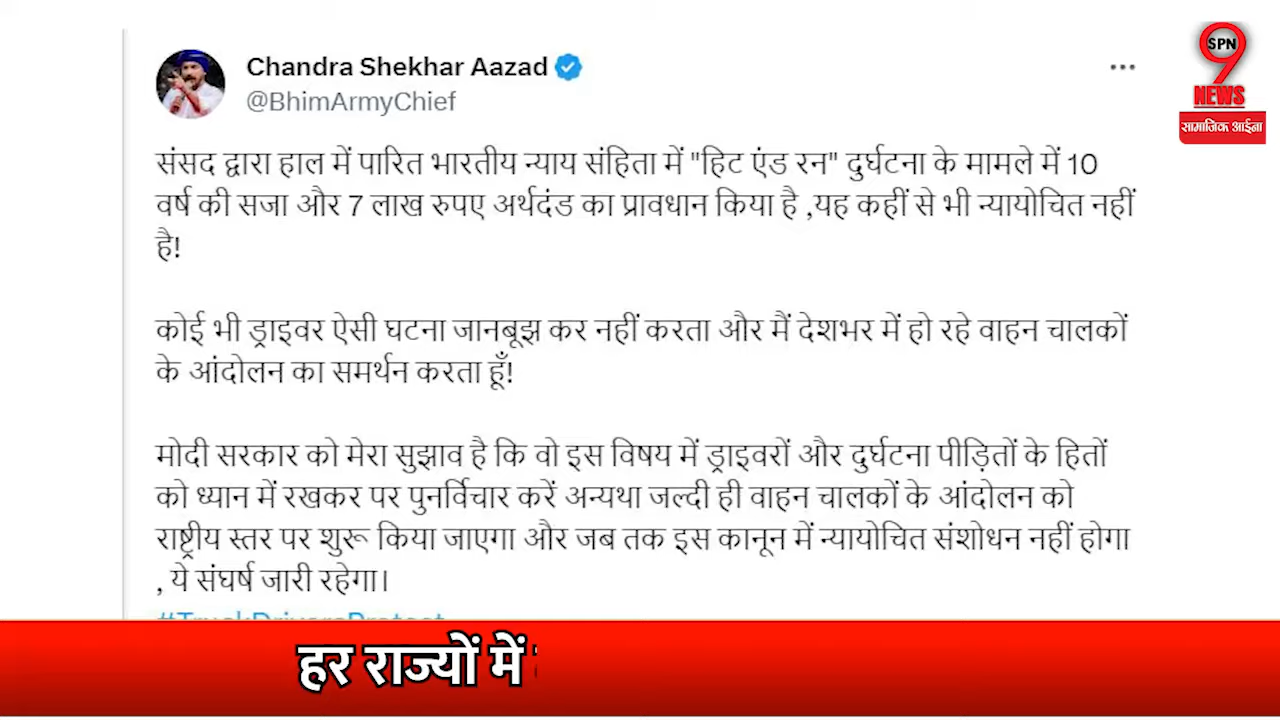 Chandra Shekhar Aazad
@BhimArmyChief
SPN
9
NEWS
सामाजिक आईना
संसद द्वारा हाल में पारित भारतीय न्याय संहिता में "हिट एंड रन" दुर्घटना के मामले में 10
वर्ष की सजा और 7 लाख रुपए अर्थदंड का प्रावधान किया है ,यह कहीं से भी न्यायोचित नहीं
है!
कोई भी ड्राइवर ऐसी घटना जानबूझ कर नहीं करता और मैं देशभर में हो रहे वाहन चालकों
के आंदोलन का समर्थन करता हूँ!
मोदी सरकार को मेरा सुझाव है कि वो इस विषय में ड्राइवरों और दुर्घटना पीड़ितों के हितों
को ध्यान में रखकर पर पुनर्विचार करें अन्यथा जल्दी ही वाहन चालकों के आंदोलन को
राष्ट्रीय स्तर पर शुरू किया जाएगा और जब तक इस कानून में न्यायोचित संशोधन नहीं होगा
, ये संघर्ष जारी रहेगा।
#TruckDriversProtest
हर राज्यों में